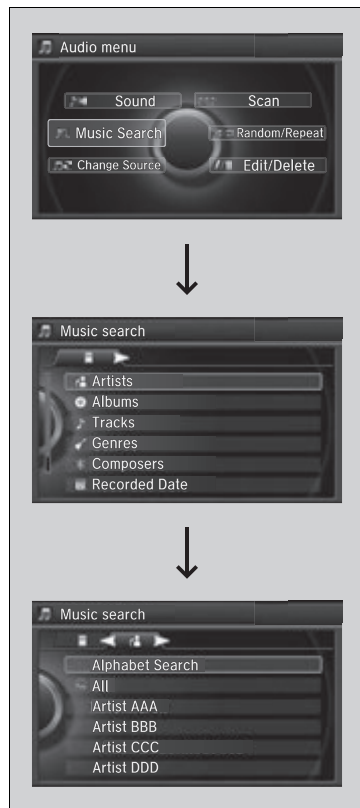 Audio menu
Sound
Scan
Music Search
Random/Repeat
Change Source
Edit/Delete
Music search
Artists
Albums
Tracks
Genres
Composers
Recorded Date
Music search
Alphabet Search
All
Artist AAA
Artist BBB
Artist CCC
Artist DDD